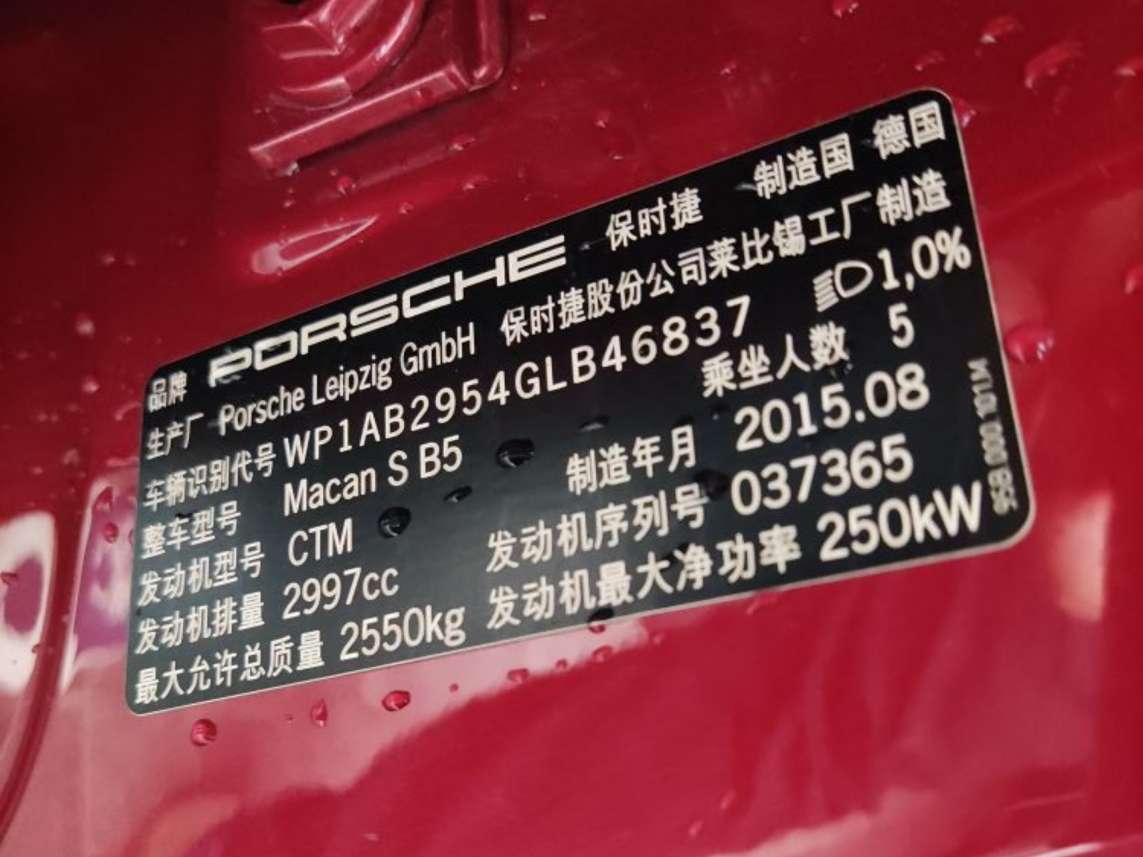 品牌 PORSCHE 保时捷 制造国 德国
生产厂 Porsche Leipzig GmbH 保时捷股份公司莱比锡工厂制造
车辆识别代号 WP1AB2954GLB46837 1,0%
整车型号 Macan S B5 乘坐人数 5
发动机型号 CTM 制造年月 2015.08
发动机排量 2997cc 发动机序列号 037365
最大允许总质量 2550kg 发动机最大净功率 250kW